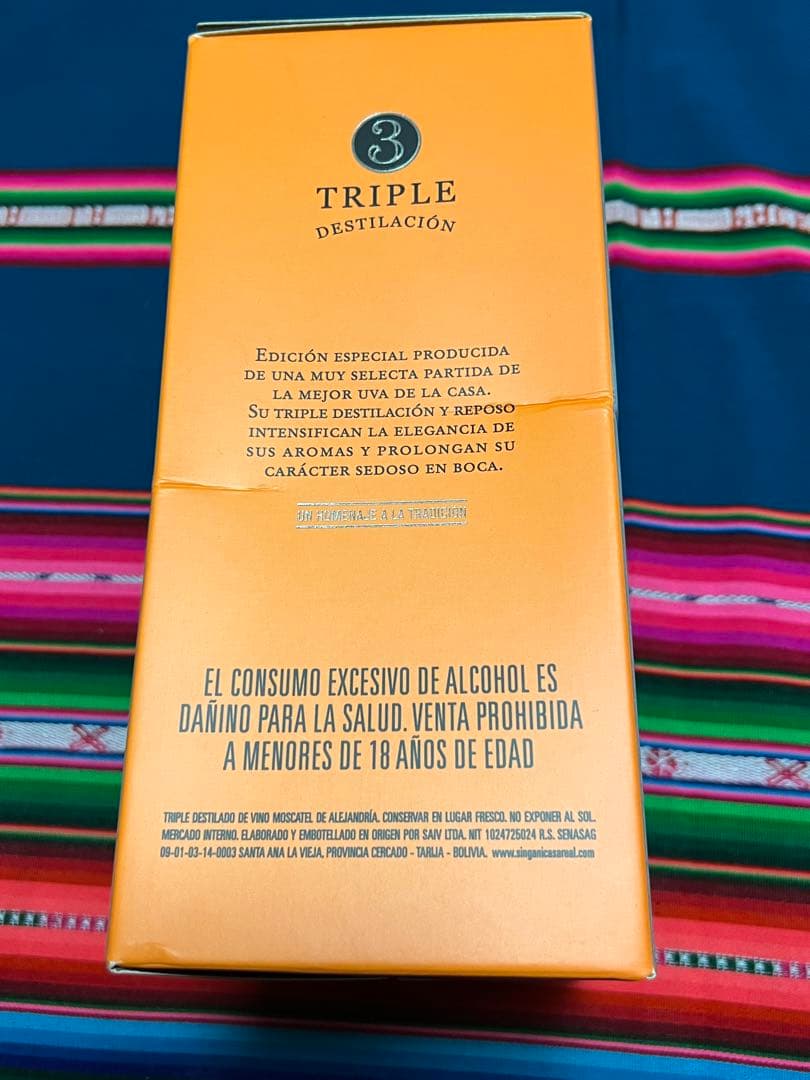 3
TRIPLE
DESTILACIÓN
EDICIÓN ESPECIAL PRODUCIDA
DE UNA MUY SELECTA PARTIDA DE
LA MEJOR UVA DE LA CASA.
SU TRIPLE DESTILACIÓN Y REPOSO
INTENSIFICAN LA ELEGANCIA DE
SUS AROMAS Y PROLONGAN SU
CARÁCTER SEDOSO EN BOCA.
UN HOMENAJE A LA TRADICIÓN
EL CONSUMO EXCESIVO DE ALCOHOL ES
DAÑINO PARA LA SALUD. VENTA PROHIBIDA
A MENORES DE 18 AÑOS DE EDAD
TRIPLE DESTILADO DE VINO MOSCATEL DE ALEJANDRÍA. CONSERVAR EN LUGAR FRESCO. NO EXPONER AL SOL.
MERCADO INTERNO. ELABORADO Y EMBOTELLADO EN ORIGEN POR SAIV LTDA. NIT 1024725024 R.S. SENASAG
09-01-03-14-0003 SANTA ANA LA VIEJA, PROVINCIA CERCADO - TARIJA - BOLIVIA. www.singanicasareal.com